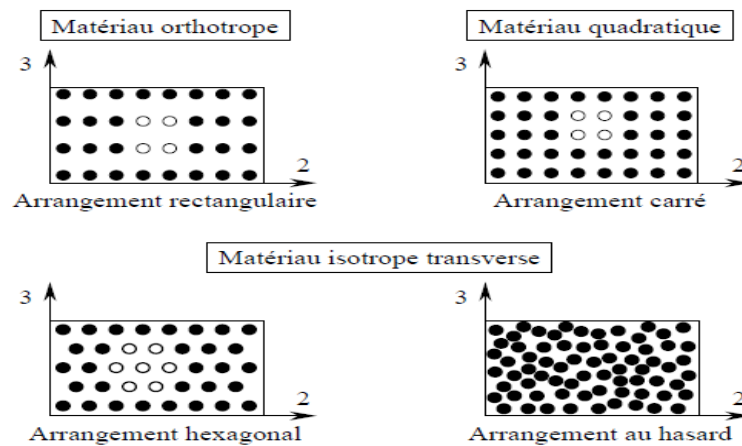 Matériau orthotrope
Matériau quadratique
3
3
2
2
Arrangement rectangulaire
Arrangement carré
Matériau isotrope transverse
3
3
2
2
Arrangement hexagonal
Arrangement au hasard